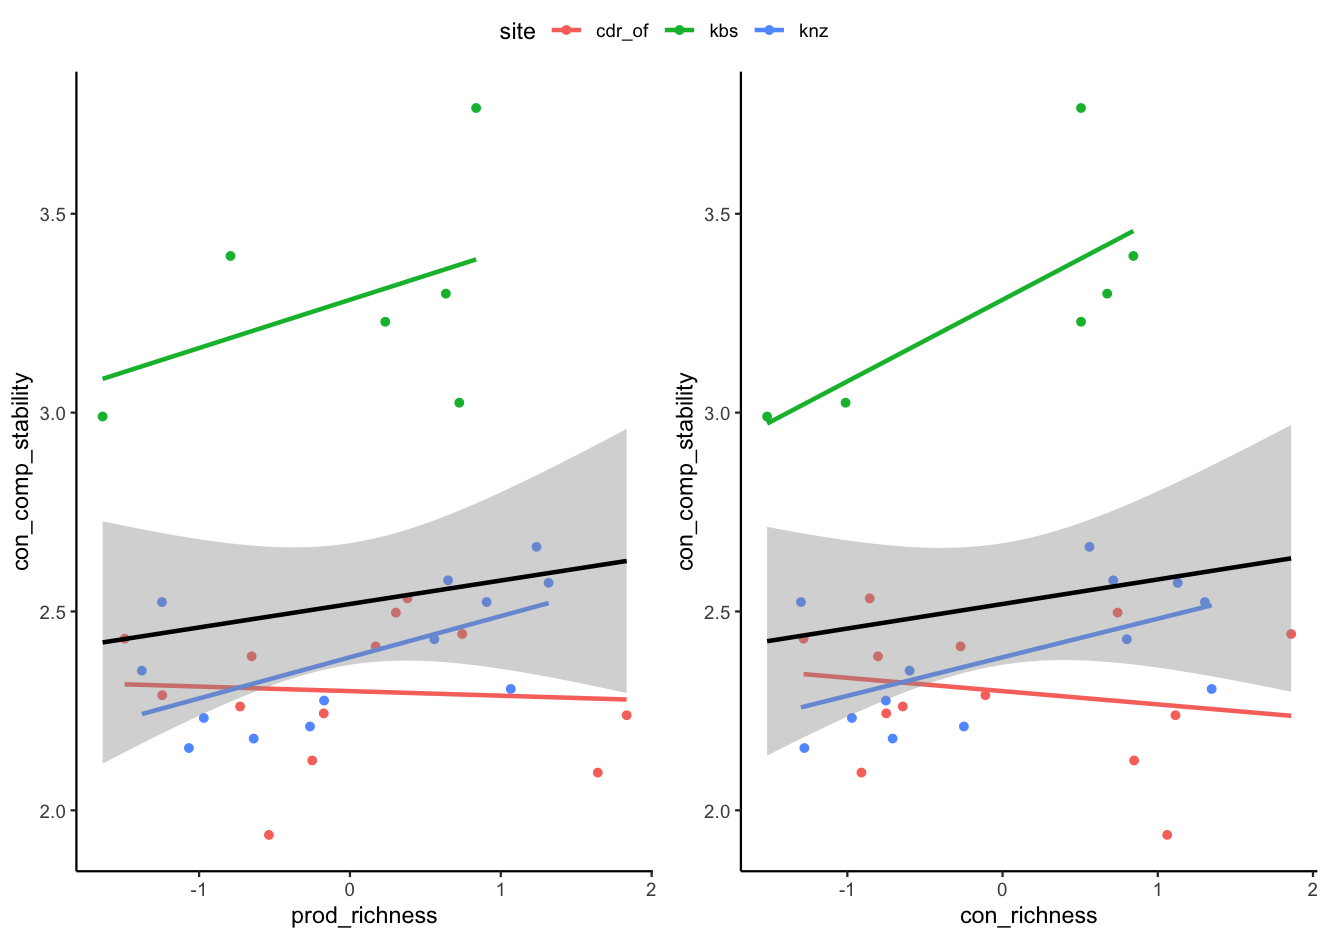 site cdr_of kbs knz
con_comp_stability
3.5
3.0
2.5
2.0
-1 0 1 2
prod_richness
con_comp_stability
3.5
3.0
2.5
2.0
-1 0 1 2
con_richness